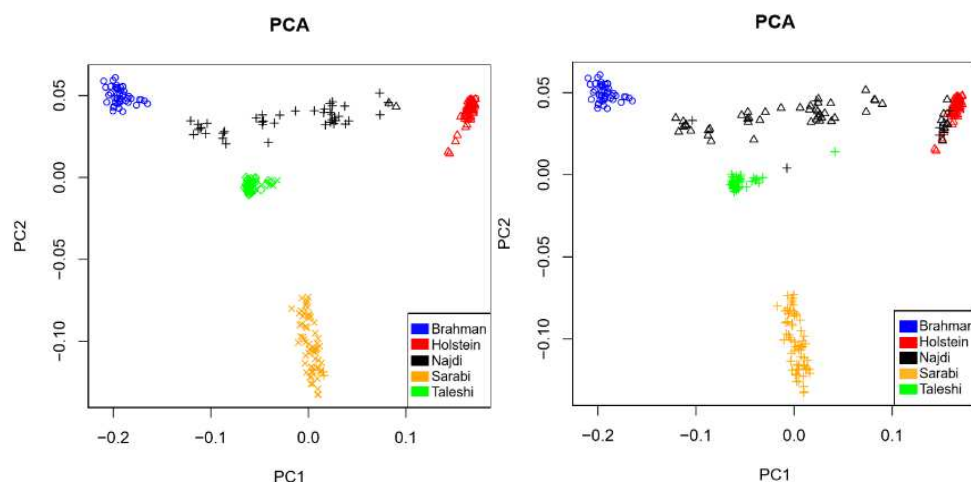 PCA
PC2
0.05
0.00
−0.05
−0.10
−0.2
−0.1
0.0
0.1
PC1
Brahman
Holstein
Najdi
Sarabi
Taleshi
PCA
PC2
0.05
0.00
−0.05
−0.10
−0.2
−0.1
0.0
0.1
PC1
Brahman
Holstein
Najdi
Sarabi
Taleshi